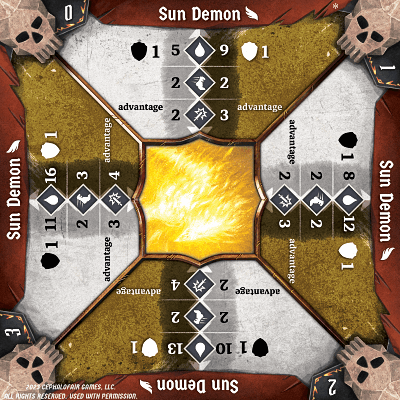 Sun Demon
0
1 5 9 1
2 2
advantage 2 3 advantage
1
Sun Demon
advantage
1 8 12 1
2 2
2 3
advantage
2
Sun Demon
1 10 13 1
2 2
advantage 2 4 advantage
3
Sun Demon
advantage
1 11 16 1
2 3
3 4
advantage
2023 CEPHALOFAIR GAMES, LLC.
ALL RIGHTS RESERVED. USED WITH PERMISSION.